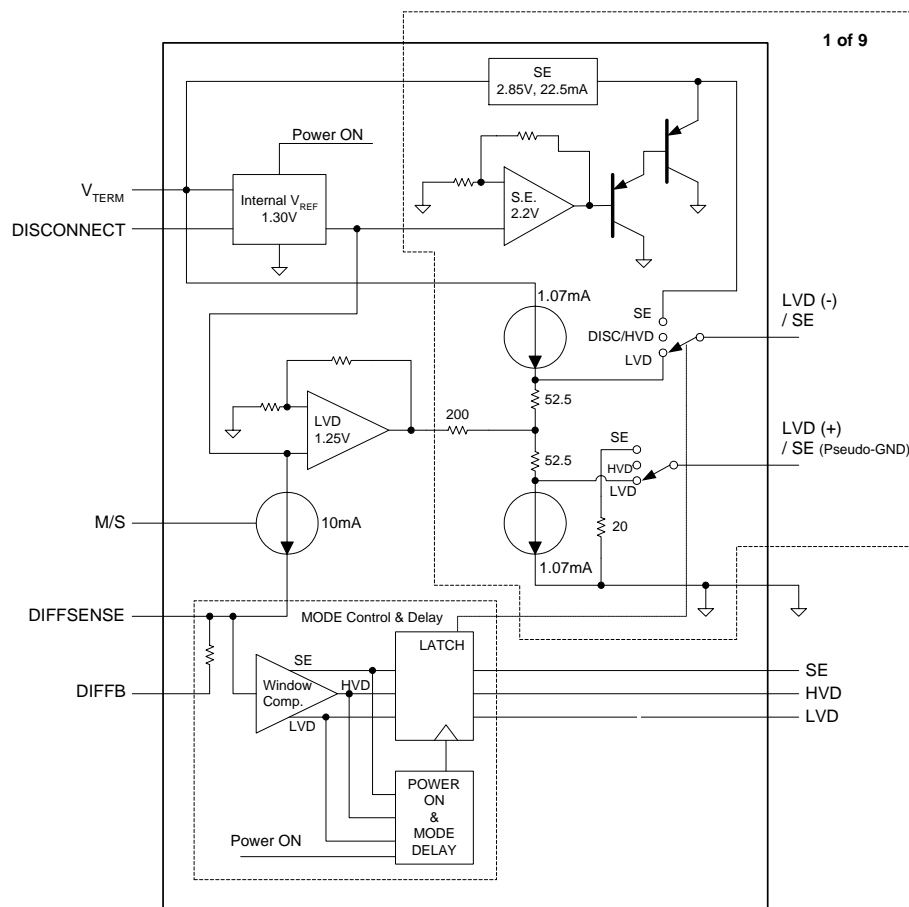 1 of 9
SE
2.85V, 22.5mA
Power ON
V_TERM
Internal V_REF
1.30V
S.E.
2.2V
DISCONNECT
1.07mA
LVD (-)
/ SE
SE
DISC/HVD
LVD
52.5
LVD
1.25V
200
52.5
LVD (+)
/ SE (Pseudo-GND)
SE
HVD
LVD
M/S
10mA
20
1.07mA
DIFFSENSE
MODE Control & Delay
LATCH
SE
SE
Window
Comp.
HVD
HVD
DIFFB
LVD
LVD
POWER
ON
&
MODE
DELAY
Power ON